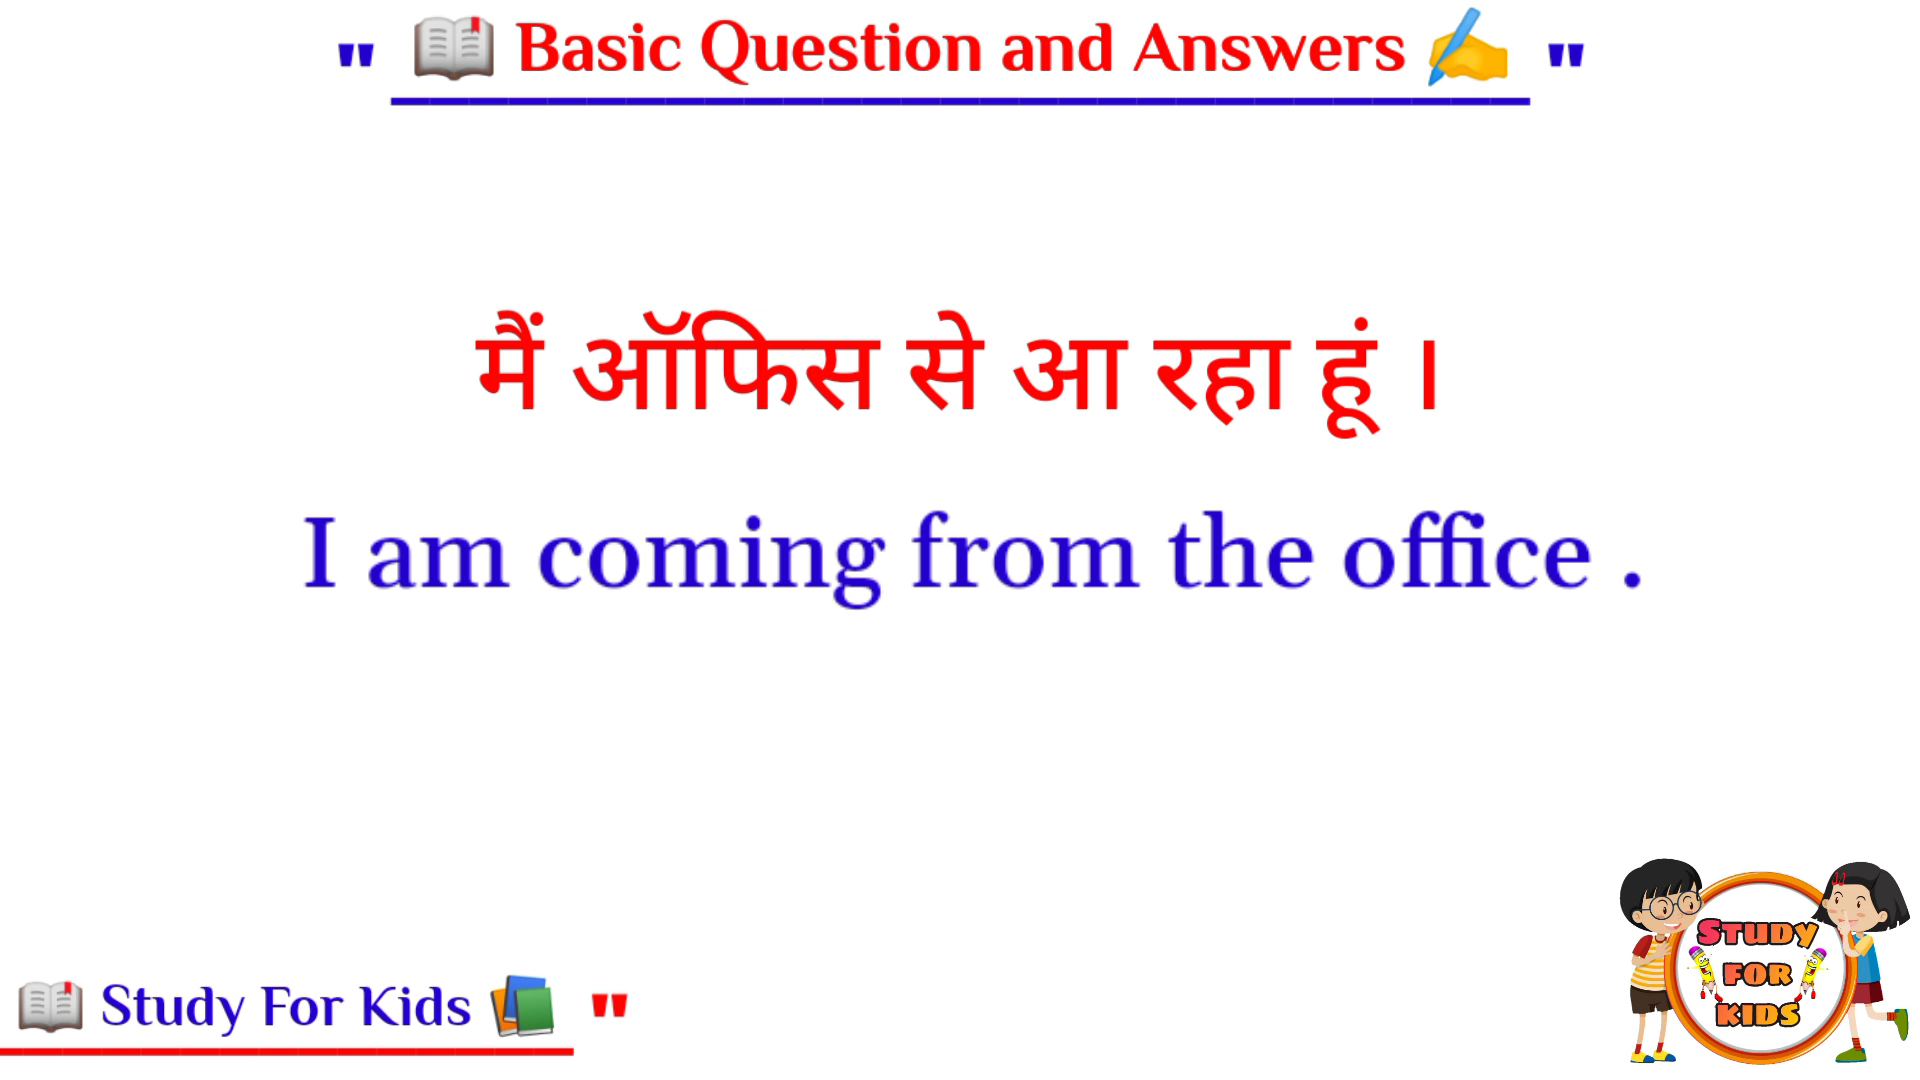 " 📖 Basic Question and Answers ✍ "
मैं ऑफिस से आ रहा हूं ।
I am coming from the office .
📖 Study For Kids 📚 "
STUDY
FOR
KIDS